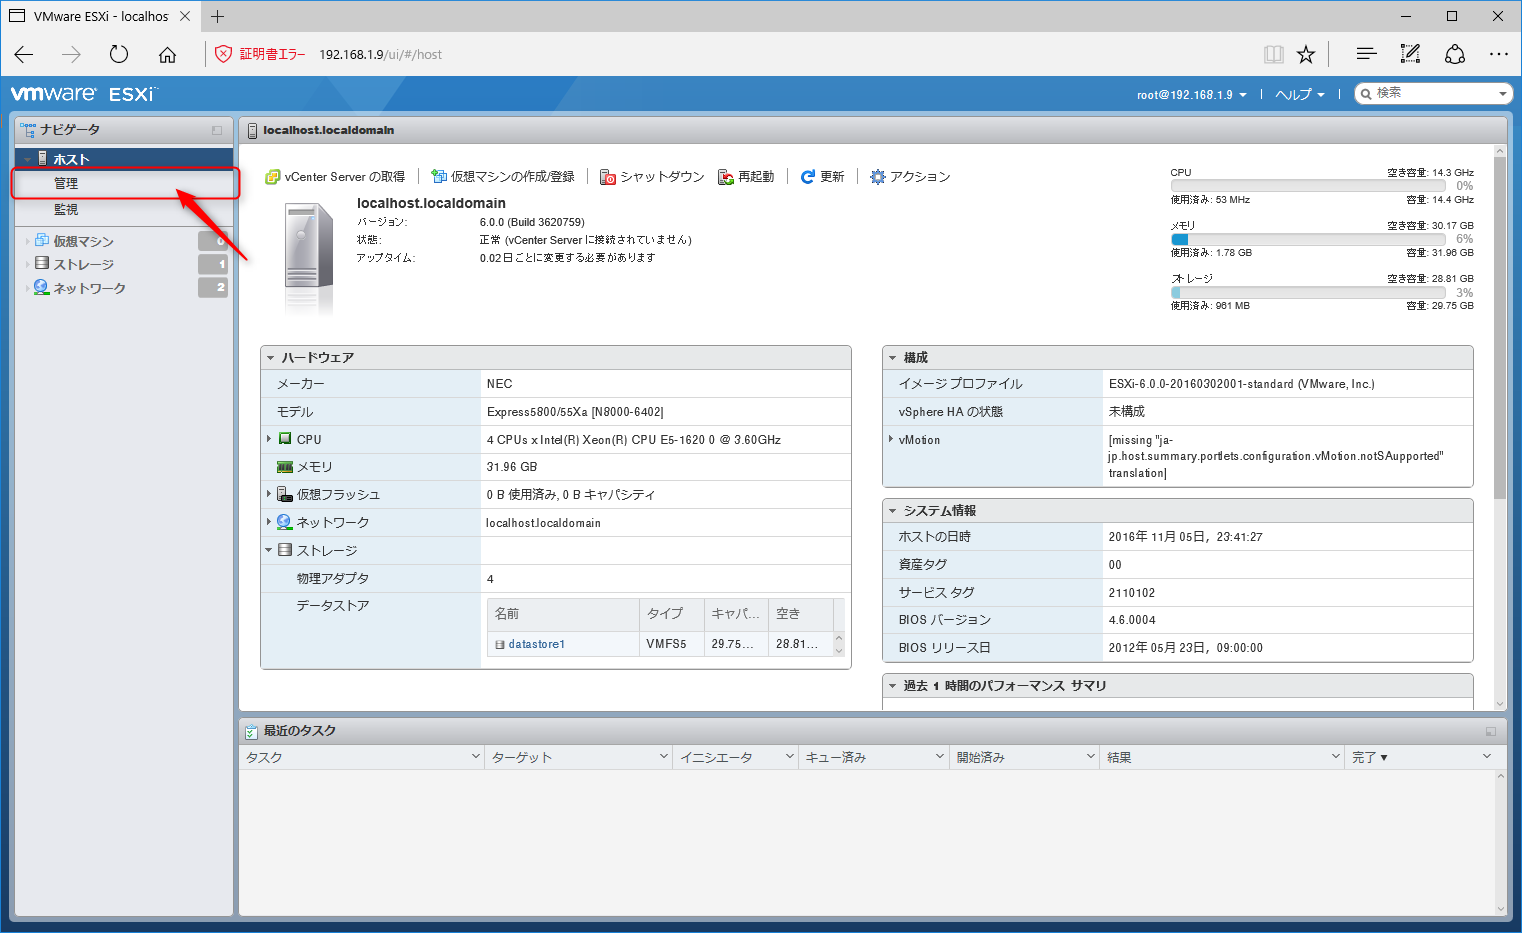 VMware ESXi - localhos
証明書エラー 192.168.1.9/ui/#/host
vmware ESXi
root@192.168.1.9
ヘルプ
検索
ナビゲータ
ホスト
管理
監視
仮想マシン 0
ストレージ 1
ネットワーク 2
localhost.localdomain
vCenter Server の取得
仮想マシンの作成/登録
シャットダウン
再起動
更新
アクション
localhost.localdomain
バージョン: 6.0.0 (Build 3620759)
状態: 正常 (vCenter Server に接続されていません)
アップタイム: 0.02 日ごとに変更する必要があります
CPU 空き容量: 14.3 GHz
0%
使用済み: 53 MHz 容量: 14.4 GHz
メモリ 空き容量: 30.17 GB
6%
使用済み: 1.78 GB 容量: 31.96 GB
ストレージ 空き容量: 28.81 GB
3%
使用済み: 961 MB 容量: 29.75 GB
ハードウェア
メーカー NEC
モデル Express5800/55Xa [N8000-6402]
CPU 4 CPUs x Intel(R) Xeon(R) CPU E5-1620 0 @ 3.60GHz
メモリ 31.96 GB
仮想フラッシュ 0 B 使用済み, 0 B キャパシティ
ネットワーク localhost.localdomain
ストレージ
物理アダプタ 4
データストア
名前 タイプ キャパ... 空き
datastore1 VMFS5 29.75... 28.81...
構成
イメージ プロファイル ESXi-6.0.0-20160302001-standard (VMware, Inc.)
vSphere HA の状態 未構成
vMotion [missing "ja-
jp.host.summary.portlets.configuration.vMotion.notSAupported"
translation]
システム情報
ホストの日時 2016年 11月 05日, 23:41:27
資産タグ 00
サービス タグ 2110102
BIOS バージョン 4.6.0004
BIOS リリース日 2012年 05月 23日, 09:00:00
過去 1 時間のパフォーマンス サマリ
最近のタスク
タスク ターゲット イニシエータ キュー済み 開始済み 結果 完了▼